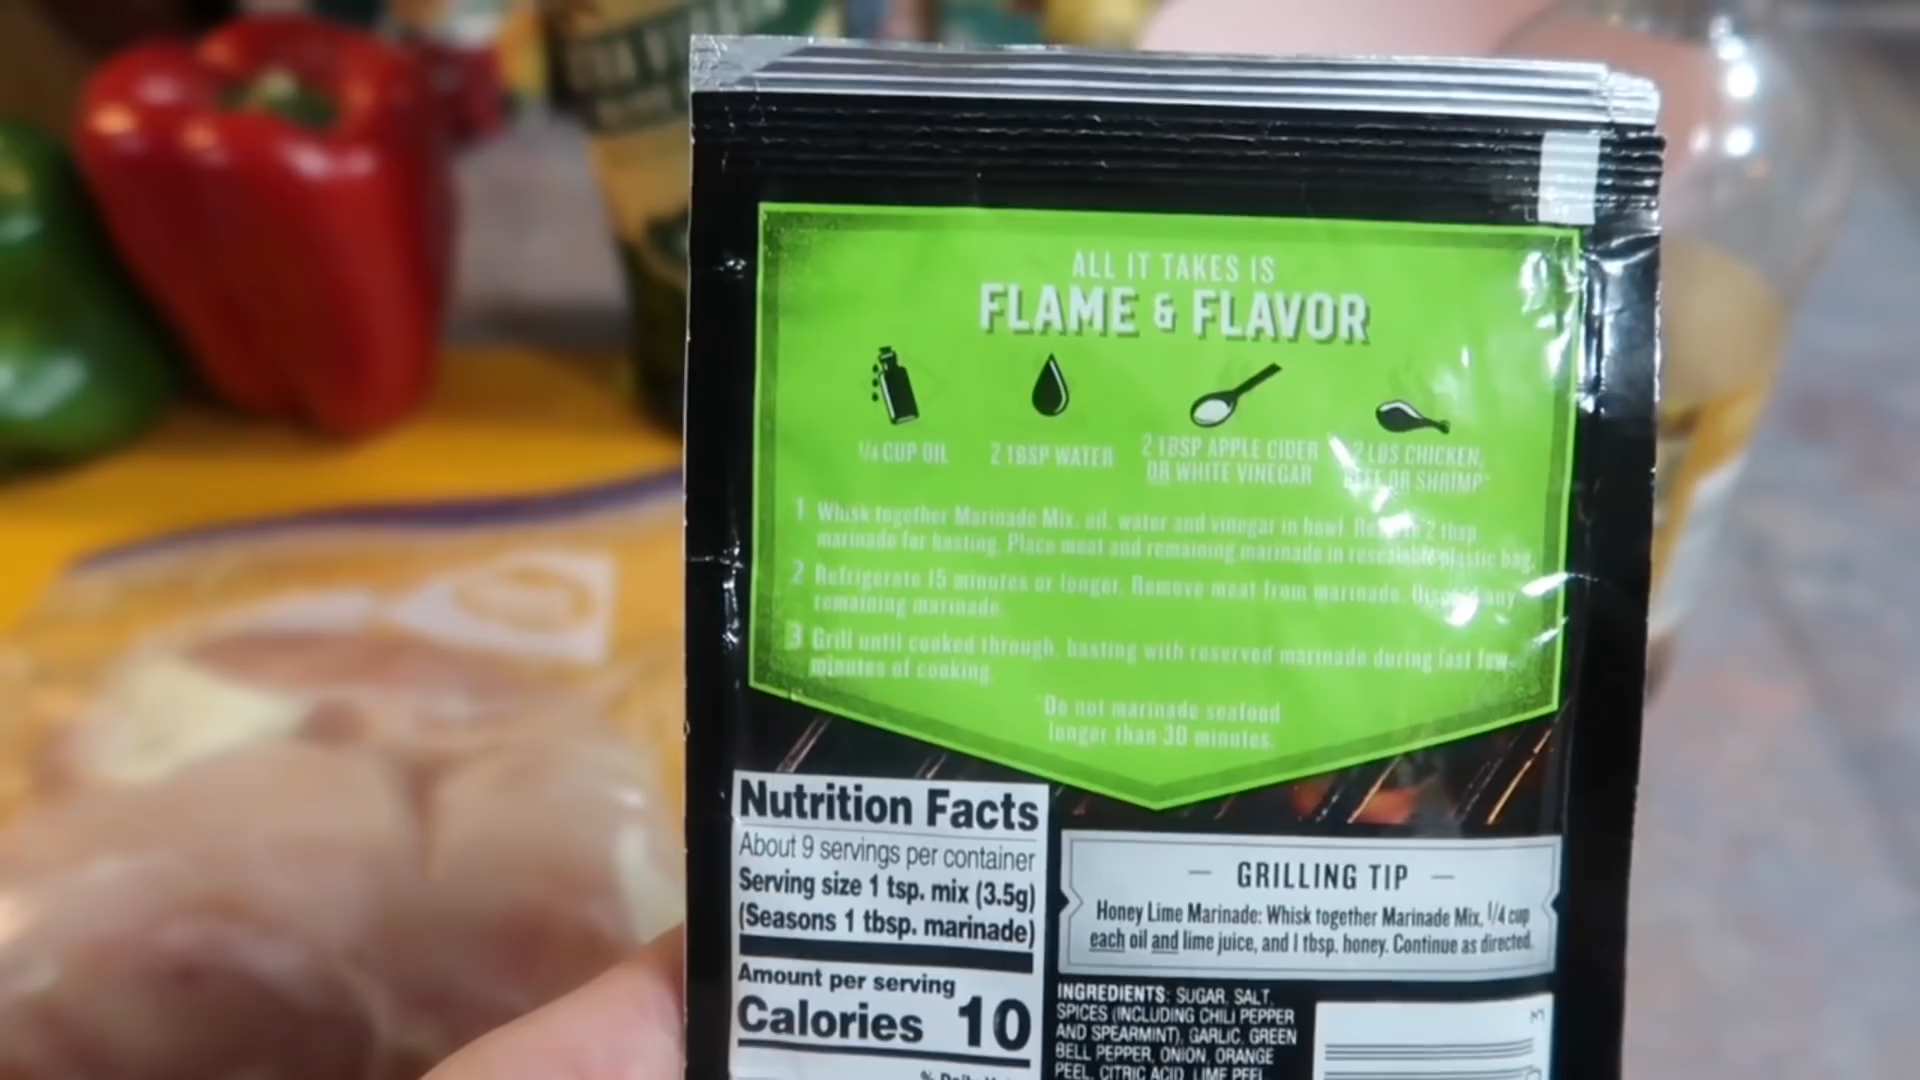 ALL IT TAKES IS
FLAME & FLAVOR
1/4 CUP OIL
2 TBSP WATER
2 TBSP APPLE CIDER
OR WHITE VINEGAR
2 LBS CHICKEN,
BEEF OR SHRIMP*
1 Whisk together Marinade Mix, oil, water and vinegar in bowl. Reserve 2 tbsp
marinade for basting. Place meat and remaining marinade in resealable plastic bag.
2 Refrigerate 15 minutes or longer. Remove meat from marinade. Discard any
remaining marinade.
3 Grill until cooked through, basting with reserved marinade during last few
minutes of cooking.
*Do not marinade seafood
longer than 30 minutes.
Nutrition Facts
About 9 servings per container
Serving size 1 tsp. mix (3.5g)
(Seasons 1 tbsp. marinade)
Amount per serving
Calories 10
GRILLING TIP
Honey Lime Marinade: Whisk together Marinade Mix, 1/4 cup
each oil and lime juice, and 1 tbsp. honey. Continue as directed.
INGREDIENTS: SUGAR, SALT,
SPICES (INCLUDING CHILI PEPPER
AND SPEARMINT), GARLIC, GREEN
BELL PEPPER, ONION, ORANGE
PEEL, CITRIC ACID, LIME PEEL